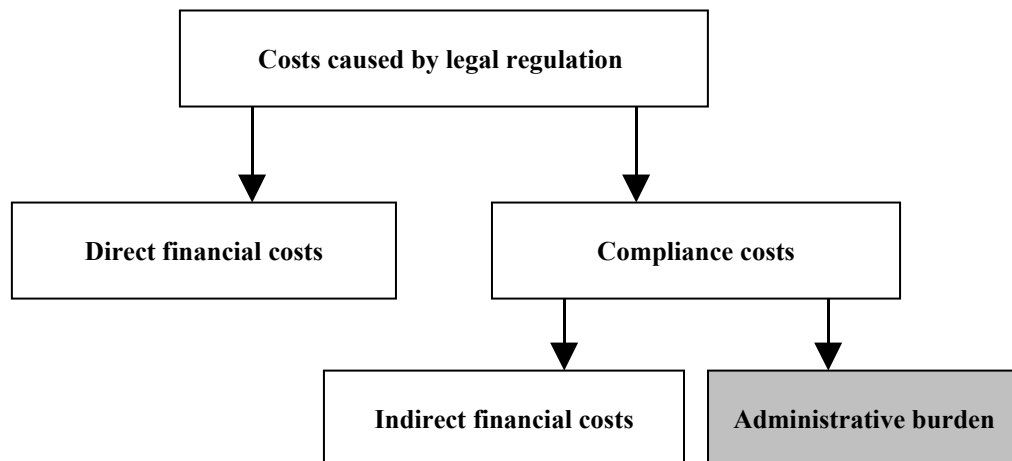 Costs caused by legal regulation
Direct financial costs
Compliance costs
Indirect financial costs
Administrative burden